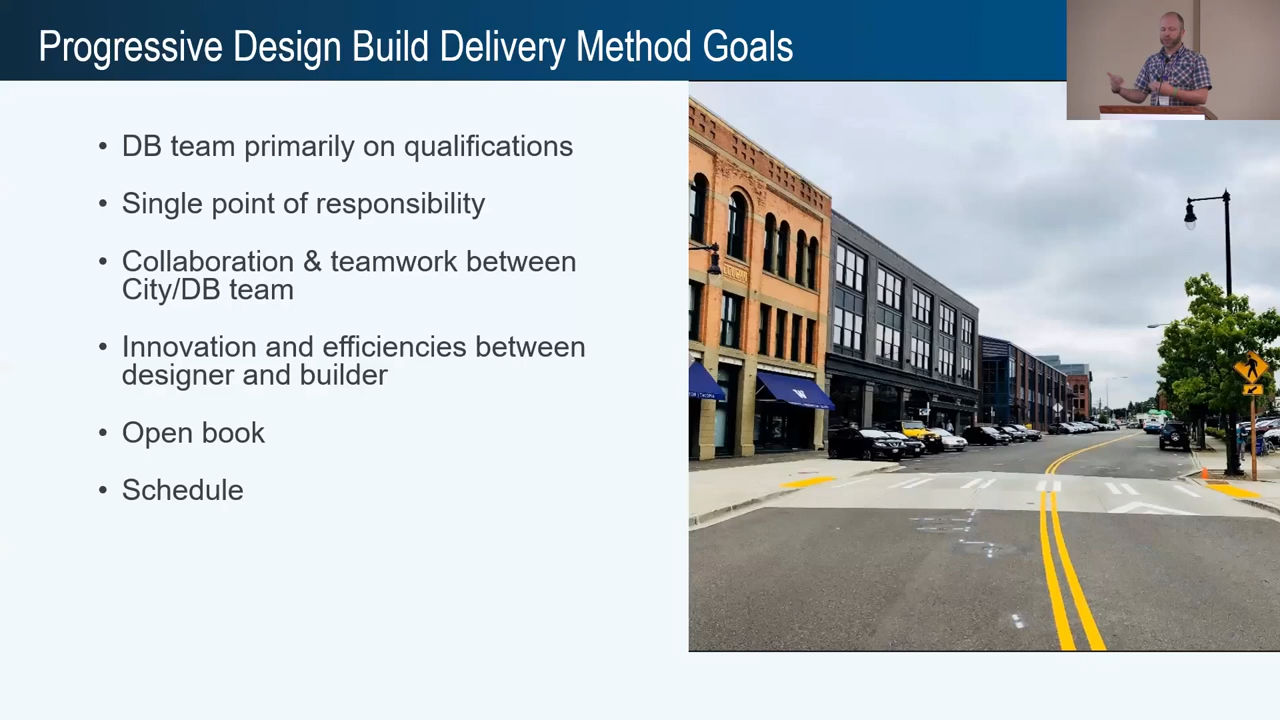 Progressive Design Build Delivery Method Goals
• DB team primarily on qualifications
• Single point of responsibility
• Collaboration & teamwork between
City/DB team
• Innovation and efficiencies between
designer and builder
• Open book
• Schedule
W